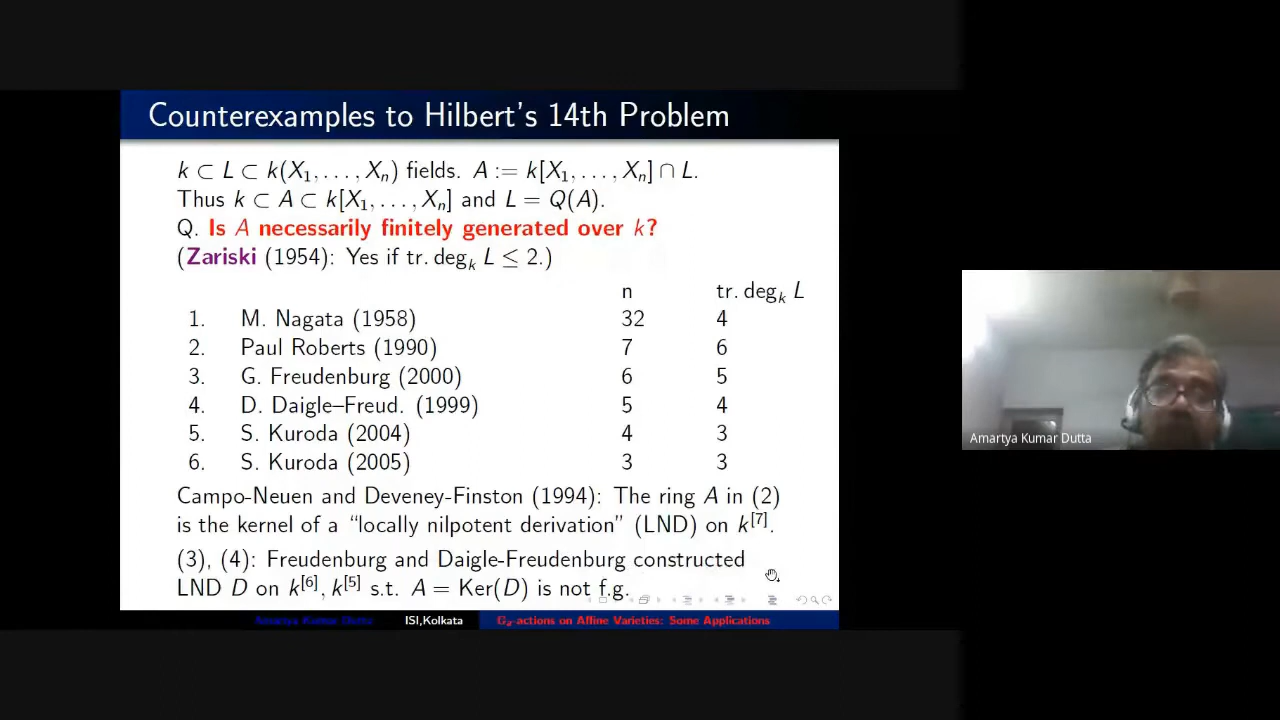 Counterexamples to Hilbert's 14th Problem
k ⊂ L ⊂ k(X₁, . . . , Xₙ) fields. A := k[X₁, . . . , Xₙ] ∩ L.
Thus k ⊂ A ⊂ k[X₁, . . . , Xₙ] and L = Q(A).
Q. Is A necessarily finitely generated over k?
(Zariski (1954): Yes if tr. degₖ L ≤ 2.)
n tr. degₖ L
1. M. Nagata (1958) 32 4
2. Paul Roberts (1990) 7 6
3. G. Freudenburg (2000) 6 5
4. D. Daigle–Freud. (1999) 5 4
5. S. Kuroda (2004) 4 3
6. S. Kuroda (2005) 3 3
Campo-Neuen and Deveney-Finston (1994): The ring A in (2)
is the kernel of a “locally nilpotent derivation” (LND) on k^[7].
(3), (4): Freudenburg and Daigle-Freudenburg constructed
LND D on k^[6], k^[5] s.t. A = Ker(D) is not f.g.
Amartya Kumar Dutta ISI,Kolkata Gₐ-actions on Affine Varieties: Some Applications
Amartya Kumar Dutta